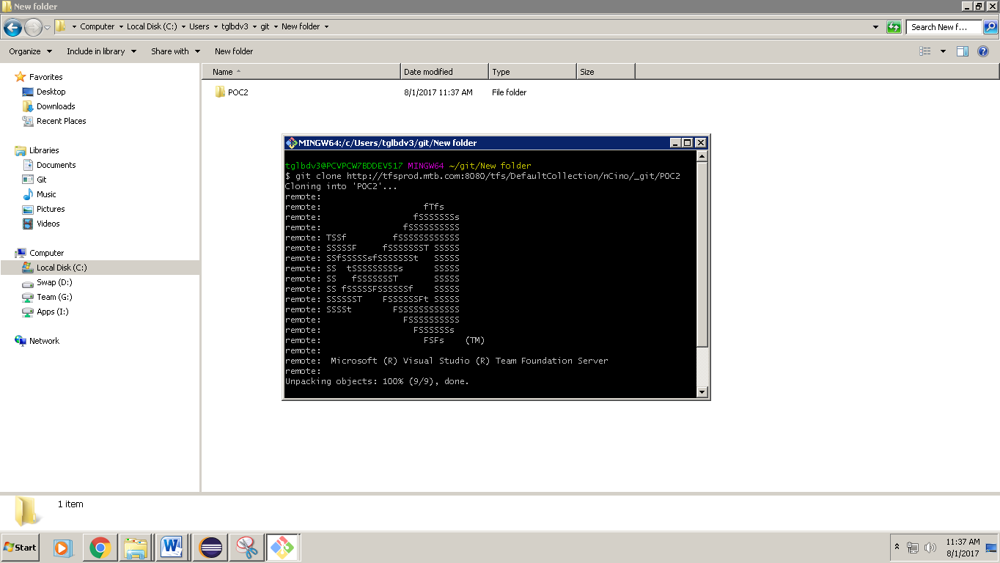 New folder
Computer Local Disk (C:) Users tglbdv3 git New folder
Search New f...
Organize Include in library Share with New folder
Name Date modified Type Size
POC2 8/1/2017 11:37 AM File folder
Favorites
Desktop
Downloads
Recent Places
Libraries
Documents
Git
Music
Pictures
Videos
Computer
Local Disk (C:)
Swap (D:)
Team (G:)
Apps (I:)
Network
MINGW64:/c/Users/tglbdv3/git/New folder
tglbdv3@PCVPCW7BDDEV517 MINGW64 ~/git/New folder
$ git clone http://tfsprod.mtb.com:8080/tfs/DefaultCollection/nCino/_git/POC2
Cloning into 'POC2'...
remote:
remote:                    fTfs
remote:                  fSSSSSSSs
remote:                fSSSSSSSSSS
remote: TSSf         fSSSSSSSSSSSS
remote: SSSSSF     fSSSSSSST SSSSS
remote: SSfSSSSSsfSSSSSSSt   SSSSS
remote: SS  tSSSSSSSSSs      SSSSS
remote: SS   fSSSSSSST       SSSSS
remote: SS fSSSSSFSSSSSSf    SSSSS
remote: SSSSSST    FSSSSSSFt SSSSS
remote: SSSSt        FSSSSSSSSSSSS
remote:                FSSSSSSSSSS
remote:                  FSSSSSSs
remote:                    FSFs    (TM)
remote:
remote:  Microsoft (R) Visual Studio (R) Team Foundation Server
remote:
Unpacking objects: 100% (9/9), done.
1 item
Start
11:37 AM
8/1/2017